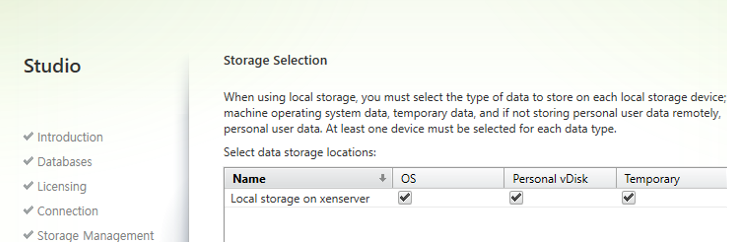 Studio
Introduction
Databases
Licensing
Connection
Storage Management
Storage Selection
When using local storage, you must select the type of data to store on each local storage device;
machine operating system data, temporary data, and if not storing personal user data remotely,
personal user data. At least one device must be selected for each data type.
Select data storage locations:
Name OS Personal vDisk Temporary
Local storage on xenserver